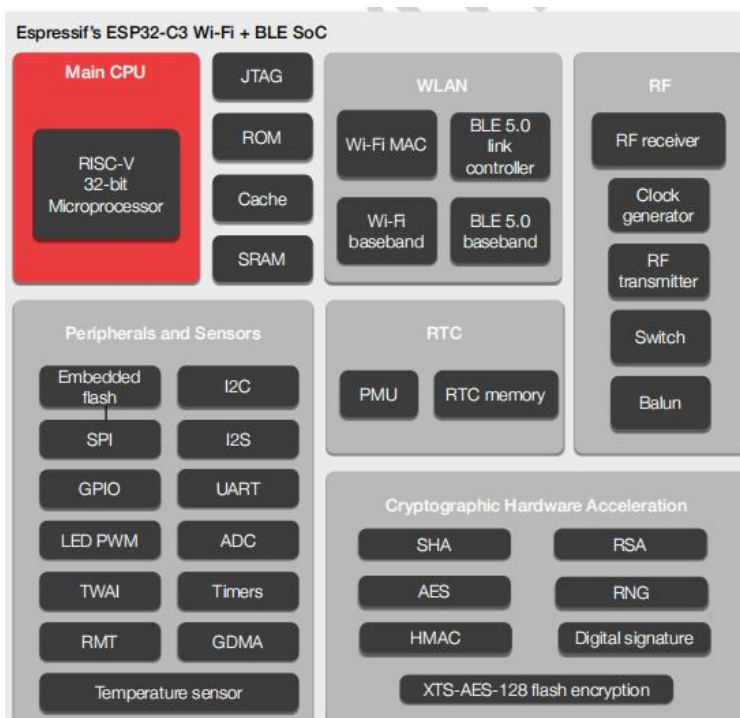 Espressif's ESP32-C3 Wi-Fi + BLE SoC
Main CPU
RISC-V
32-bit
Microprocessor
JTAG
ROM
Cache
SRAM
WLAN
Wi-Fi MAC
BLE 5.0
link
controller
Wi-Fi
baseband
BLE 5.0
baseband
RF
RF receiver
Clock
generator
RF
transmitter
Switch
Balun
Peripherals and Sensors
Embedded
flash
I2C
SPI
I2S
GPIO
UART
LED PWM
ADC
TWAI
Timers
RMT
GDMA
Temperature sensor
RTC
PMU
RTC memory
Cryptographic Hardware Acceleration
SHA
RSA
AES
RNG
HMAC
Digital signature
XTS-AES-128 flash encryption